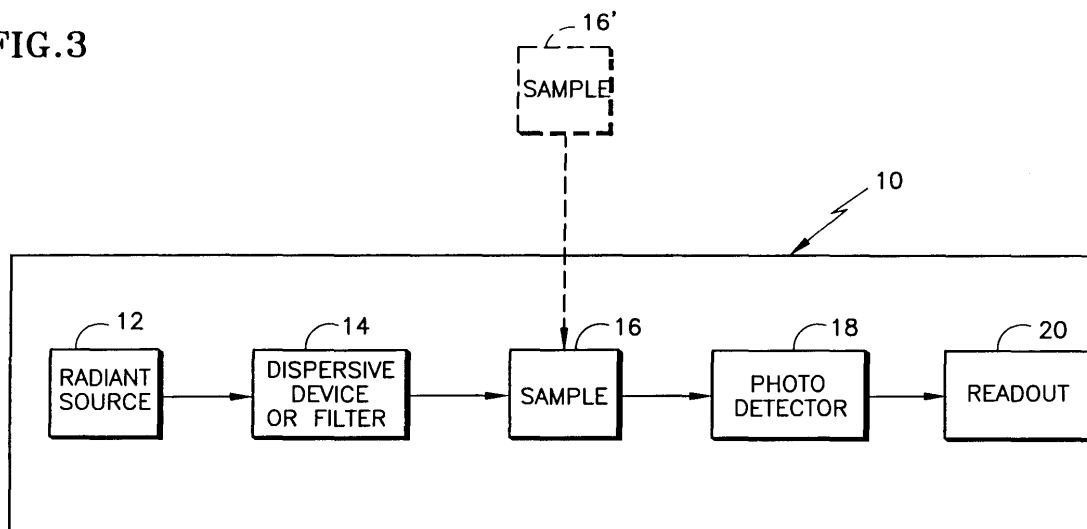 FIG.3
16'
SAMPLE
10
12
RADIANT
SOURCE
14
DISPERSIVE
DEVICE
OR FILTER
16
SAMPLE
18
PHOTO
DETECTOR
20
READOUT